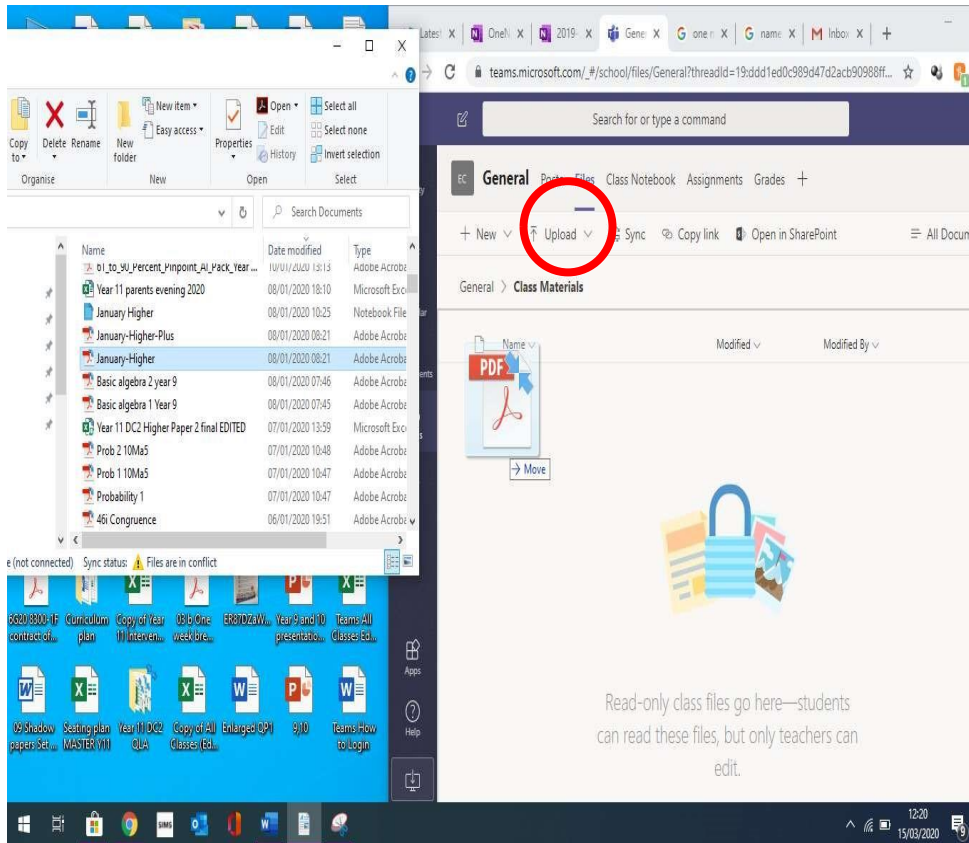 Latest
OneN
2019-
Gene
one n
name
Inbox
teams.microsoft.com/_#/school/files/General?threadId=19:ddd1ed0c989d47d2acb90988ff...
Copy to
Delete
Rename
New folder
New item
Easy access
Properties
Open
Edit
History
Select all
Select none
Invert selection
Organise
New
Open
Select
Search Documents
Name Date modified Type
61_to_90_Percent_Pinpoint_AI_Pack_Year ... 10/01/2020 13:13 Adobe Acroba
Year 11 parents evening 2020 08/01/2020 18:10 Microsoft Exc
January Higher 08/01/2020 10:25 Notebook File
January-Higher-Plus 08/01/2020 08:21 Adobe Acroba
January-Higher 08/01/2020 08:21 Adobe Acroba
Basic algebra 2 year 9 08/01/2020 07:46 Adobe Acroba
Basic algebra 1 Year 9 08/01/2020 07:45 Adobe Acroba
Year 11 DC2 Higher Paper 2 final EDITED 07/01/2020 13:59 Microsoft Exc
Prob 2 10Ma5 07/01/2020 10:48 Adobe Acroba
Prob 1 10Ma5 07/01/2020 10:47 Adobe Acroba
Probability 1 07/01/2020 10:47 Adobe Acroba
46i Congruence 06/01/2020 19:51 Adobe Acroba
e (not connected) Sync status: Files are in conflict
Search for or type a command
EC General Posts Files Class Notebook Assignments Grades +
+ New Upload Sync Copy link Open in SharePoint All Docum
General > Class Materials
Name Modified Modified By
PDF
→ Move
Read-only class files go here—students
can read these files, but only teachers can
edit.
y
lar
ents
s
Apps
Help
contract of...
Curriculum plan
Copy of Year 11 Interven...
03 b One week bre...
ER87DZaW...
Year 9 and 10 presentatio...
Teams All Classes Ed...
09 Shadow papers Set ...
Seating plan MASTER Y11
Year 11 DC2 QLA
Copy of All Classes (Ed...
Enlarged QP1
9,10
Teams How to Login
SIMS
12:20
15/03/2020
9